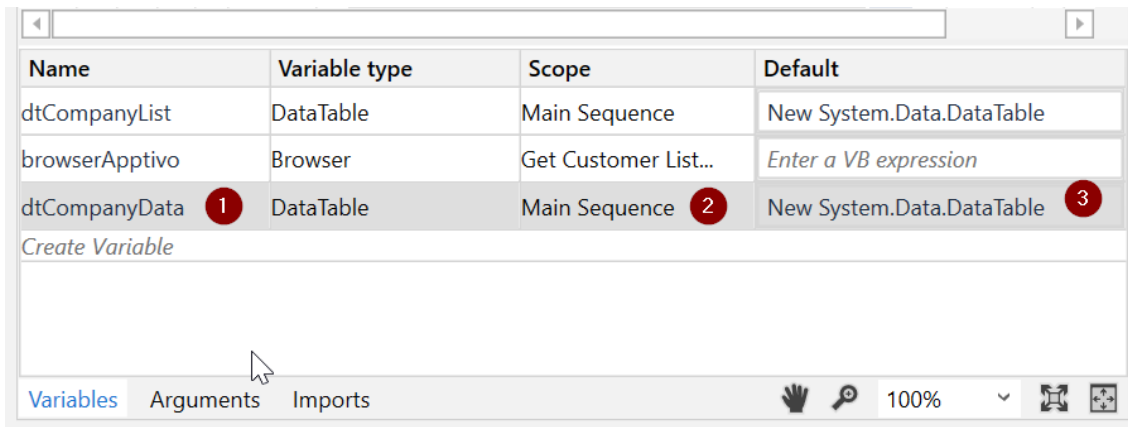 Name Variable type Scope Default
dtCompanyList DataTable Main Sequence New System.Data.DataTable
browserApptivo Browser Get Customer List... Enter a VB expression
dtCompanyData 1 DataTable Main Sequence 2 New System.Data.DataTable 3
Create Variable
Variables Arguments Imports 100%